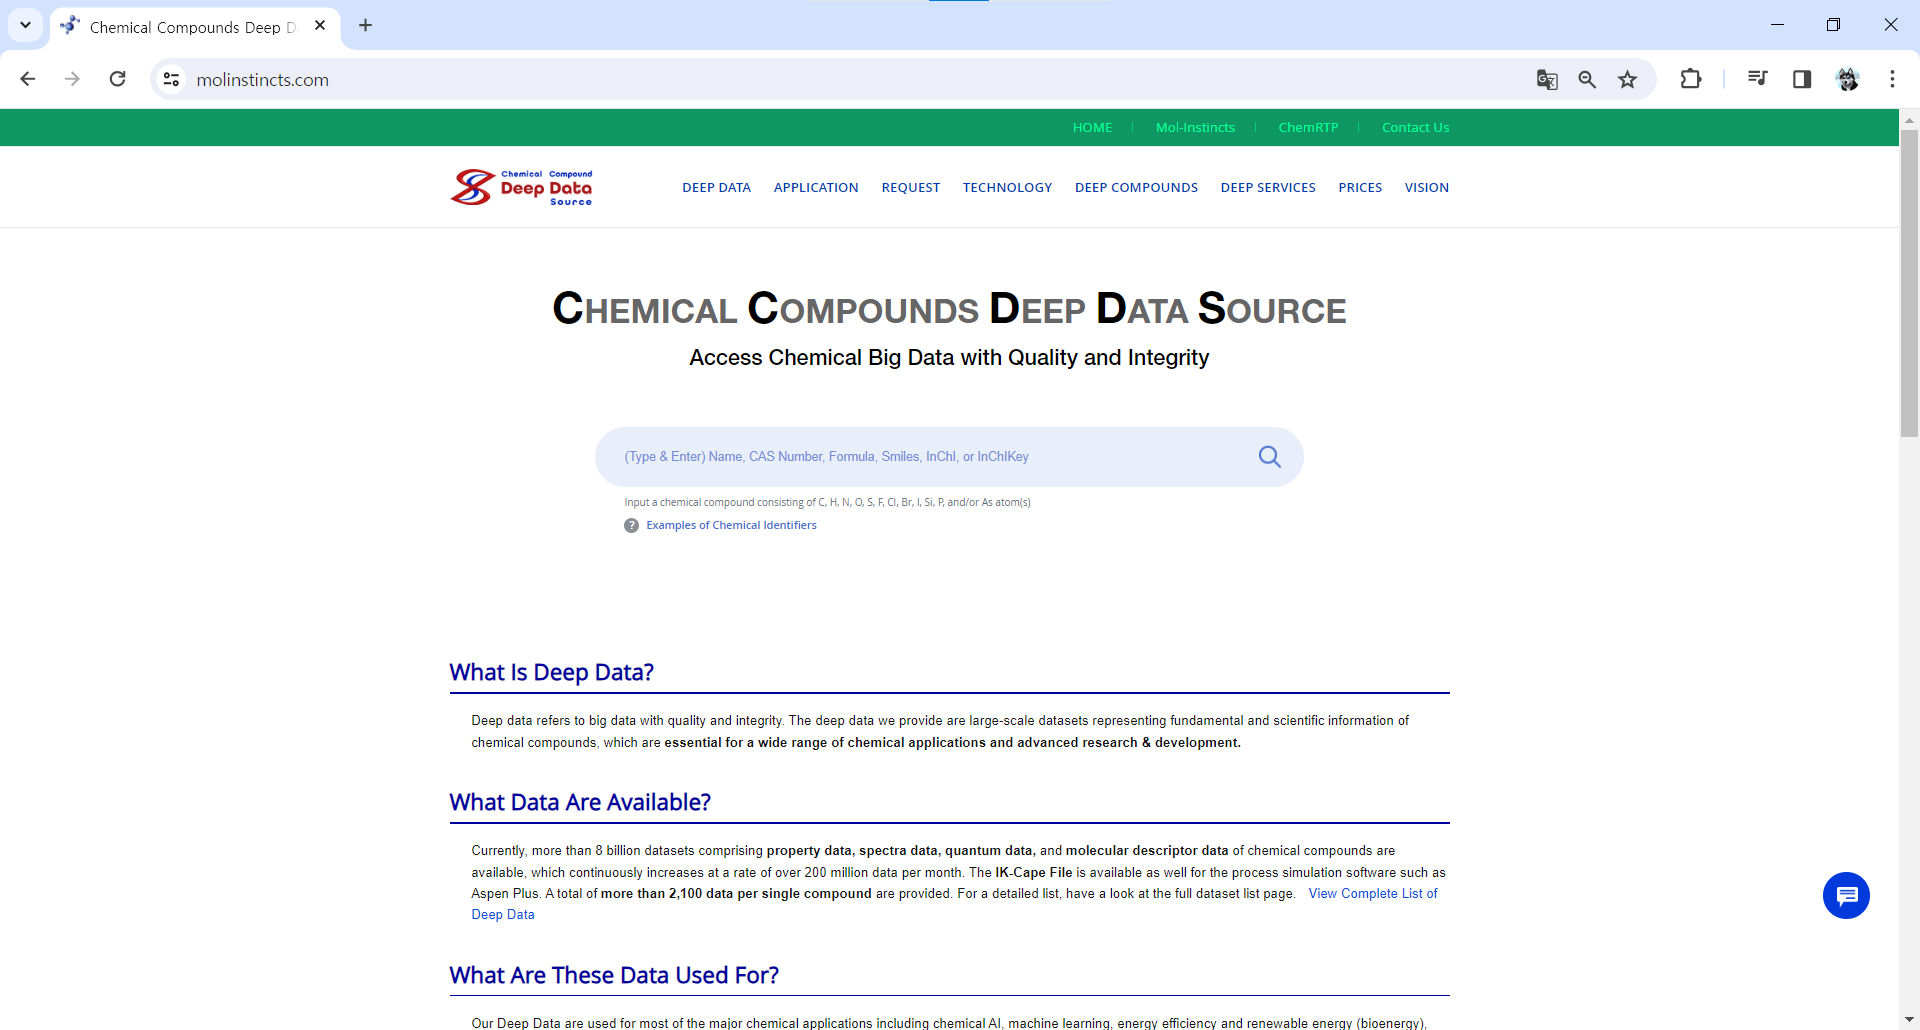 Chemical Compounds Deep D
molinstincts.com
HOME Mol-Instincts ChemRTP Contact Us
Chemical Compound
Deep Data
Source
DEEP DATA APPLICATION REQUEST TECHNOLOGY DEEP COMPOUNDS DEEP SERVICES PRICES VISION
CHEMICAL COMPOUNDS DEEP DATA SOURCE
Access Chemical Big Data with Quality and Integrity
(Type & Enter) Name, CAS Number, Formula, Smiles, InChI, or InChIKey
Input a chemical compound consisting of C, H, N, O, S, F, Cl, Br, I, Si, P, and/or As atom(s)
? Examples of Chemical Identifiers
What Is Deep Data?
Deep data refers to big data with quality and integrity. The deep data we provide are large-scale datasets representing fundamental and scientific information of
chemical compounds, which are essential for a wide range of chemical applications and advanced research & development.
What Data Are Available?
Currently, more than 8 billion datasets comprising property data, spectra data, quantum data, and molecular descriptor data of chemical compounds are
available, which continuously increases at a rate of over 200 million data per month. The IK-Cape File is available as well for the process simulation software such as
Aspen Plus. A total of more than 2,100 data per single compound are provided. For a detailed list, have a look at the full dataset list page. View Complete List of
Deep Data
What Are These Data Used For?
Our Deep Data are used for most of the major chemical applications including chemical AI, machine learning, energy efficiency and renewable energy (bioenergy),